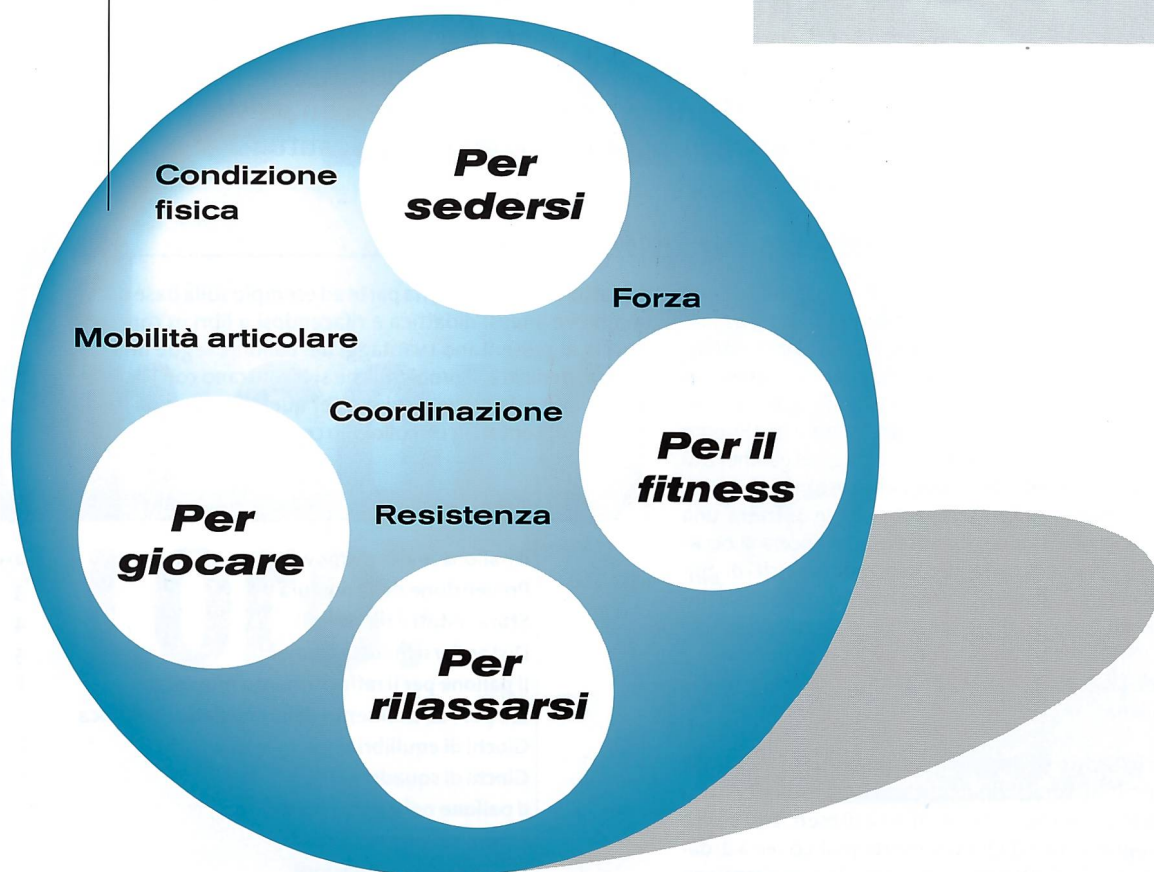 Per
sedersi
Condizione
fisica
Forza
Mobilità articolare
Coordinazione
Per il
fitness
Per
giocare
Resistenza
Per
rilassarsi